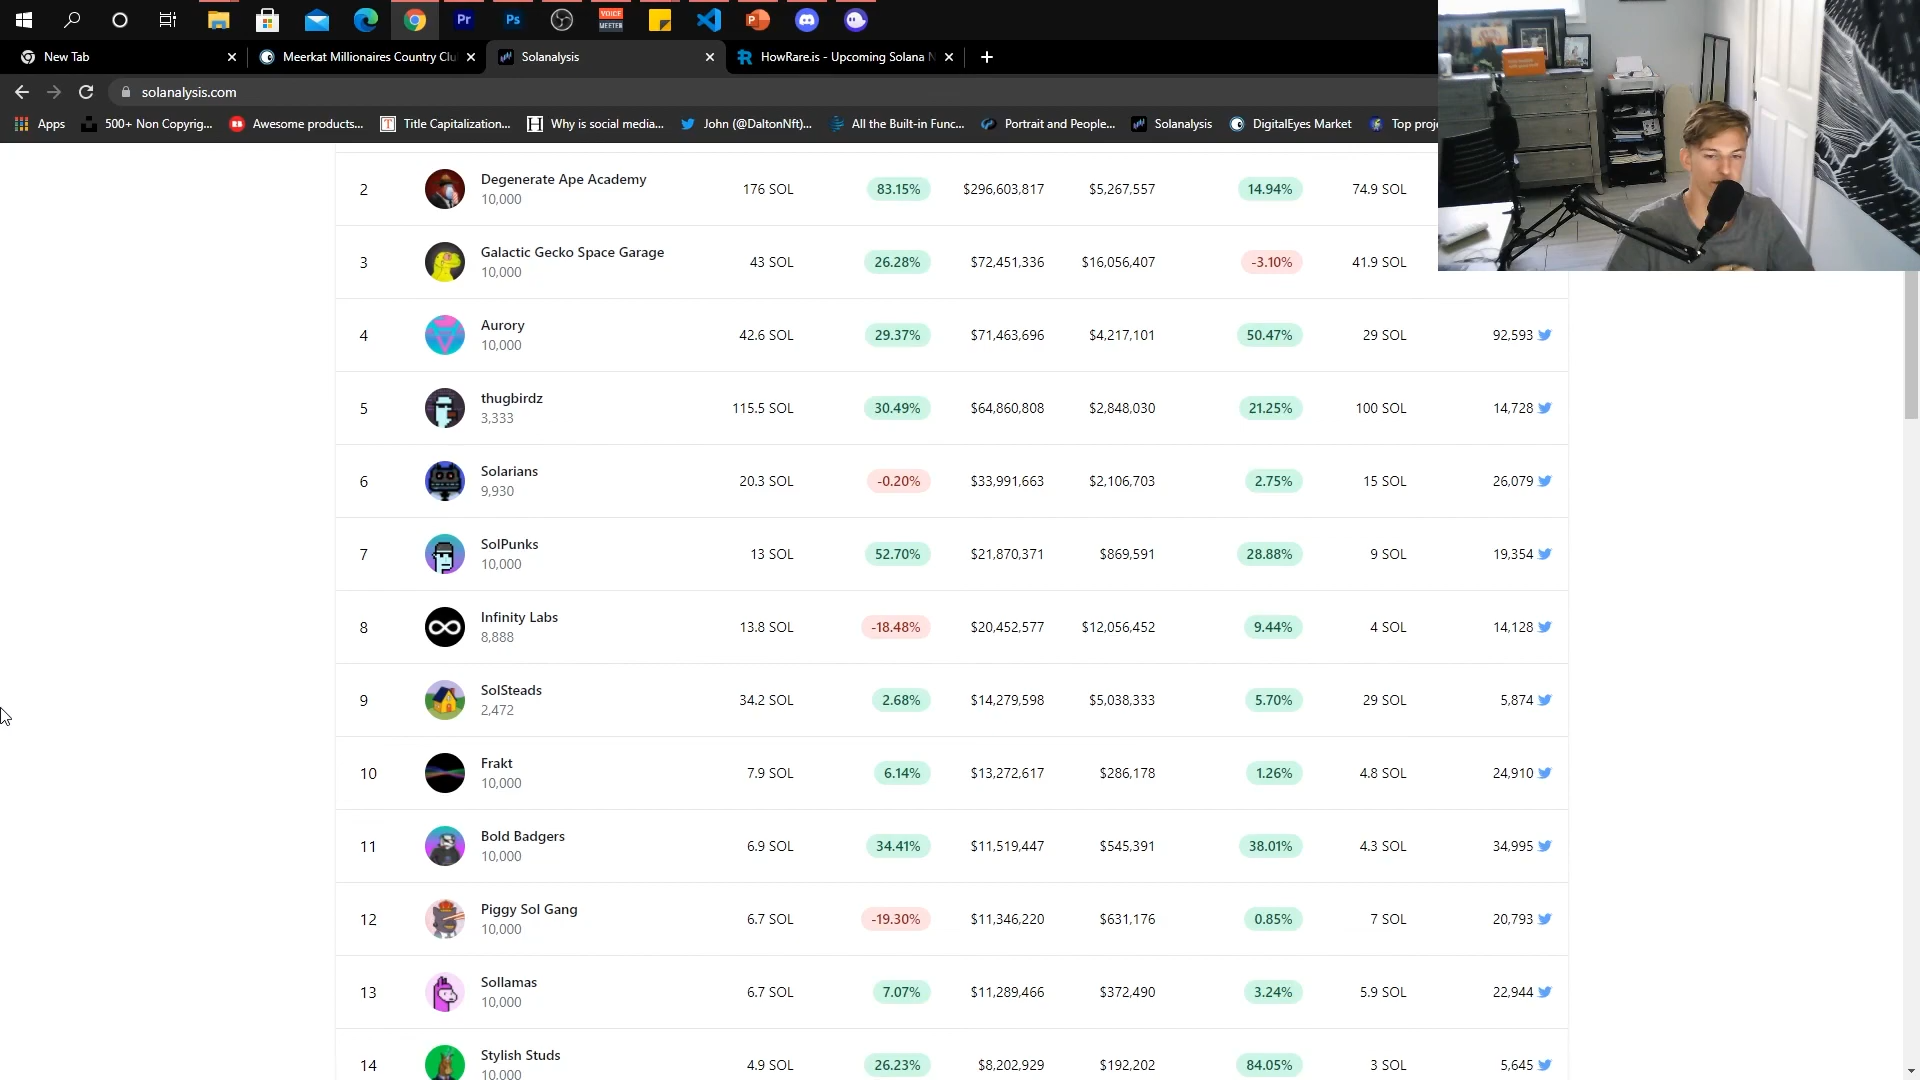 Pr
Ps
VOICE
MEETER
P
New Tab
Meerkat Millionaires Country Clu
Solanalysis
HowRare.is - Upcoming Solana N
solanalysis.com
Apps
500+ Non Copyrig...
Awesome products...
Title Capitalization...
Why is social media...
John (@DaltonNft)...
All the Built-in Func...
Portrait and People...
Solanalysis
DigitalEyes Market
Top proj
2 Degenerate Ape Academy 176 SOL 83.15% $296,603,817 $5,267,557 14.94% 74.9 SOL
10,000
3 Galactic Gecko Space Garage 43 SOL 26.28% $72,451,336 $16,056,407 -3.10% 41.9 SOL
10,000
4 Aurory 42.6 SOL 29.37% $71,463,696 $4,217,101 50.47% 29 SOL 92,593
10,000
5 thugbirdz 115.5 SOL 30.49% $64,860,808 $2,848,030 21.25% 100 SOL 14,728
3,333
6 Solarians 20.3 SOL -0.20% $33,991,663 $2,106,703 2.75% 15 SOL 26,079
9,930
7 SolPunks 13 SOL 52.70% $21,870,371 $869,591 28.88% 9 SOL 19,354
10,000
8 Infinity Labs 13.8 SOL -18.48% $20,452,577 $12,056,452 9.44% 4 SOL 14,128
8,888
9 SolSteads 34.2 SOL 2.68% $14,279,598 $5,038,333 5.70% 29 SOL 5,874
2,472
10 Frakt 7.9 SOL 6.14% $13,272,617 $286,178 1.26% 4.8 SOL 24,910
10,000
11 Bold Badgers 6.9 SOL 34.41% $11,519,447 $545,391 38.01% 4.3 SOL 34,995
10,000
12 Piggy Sol Gang 6.7 SOL -19.30% $11,346,220 $631,176 0.85% 7 SOL 20,793
10,000
13 Sollamas 6.7 SOL 7.07% $11,289,466 $372,490 3.24% 5.9 SOL 22,944
10,000
14 Stylish Studs 4.9 SOL 26.23% $8,202,929 $192,202 84.05% 3 SOL 5,645
10,000